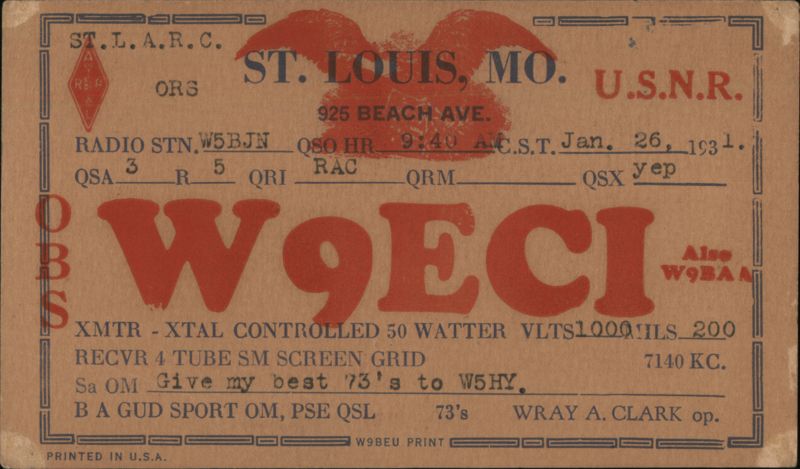 ST.L.A.R.C.
ARRL
ORS
ST. LOUIS, MO.
U.S.N.R.
925 BEACH AVE.
RADIO STN. W5BJN QSO HR 9:40 AM C.S.T. Jan. 26, 1931.
QSA 3 R 5 QRI RAC QRM QSX yep
OBS
W9ECI
Also
W9BAA
XMTR - XTAL CONTROLLED 50 WATTER VLTS 1000 MILS 200
RECVR 4 TUBE SM SCREEN GRID 7140 KC.
Sa OM Give my best 73's to W5HY.
B A GUD SPORT OM, PSE QSL 73's WRAY A. CLARK op.
W9BEU PRINT
PRINTED IN U.S.A.